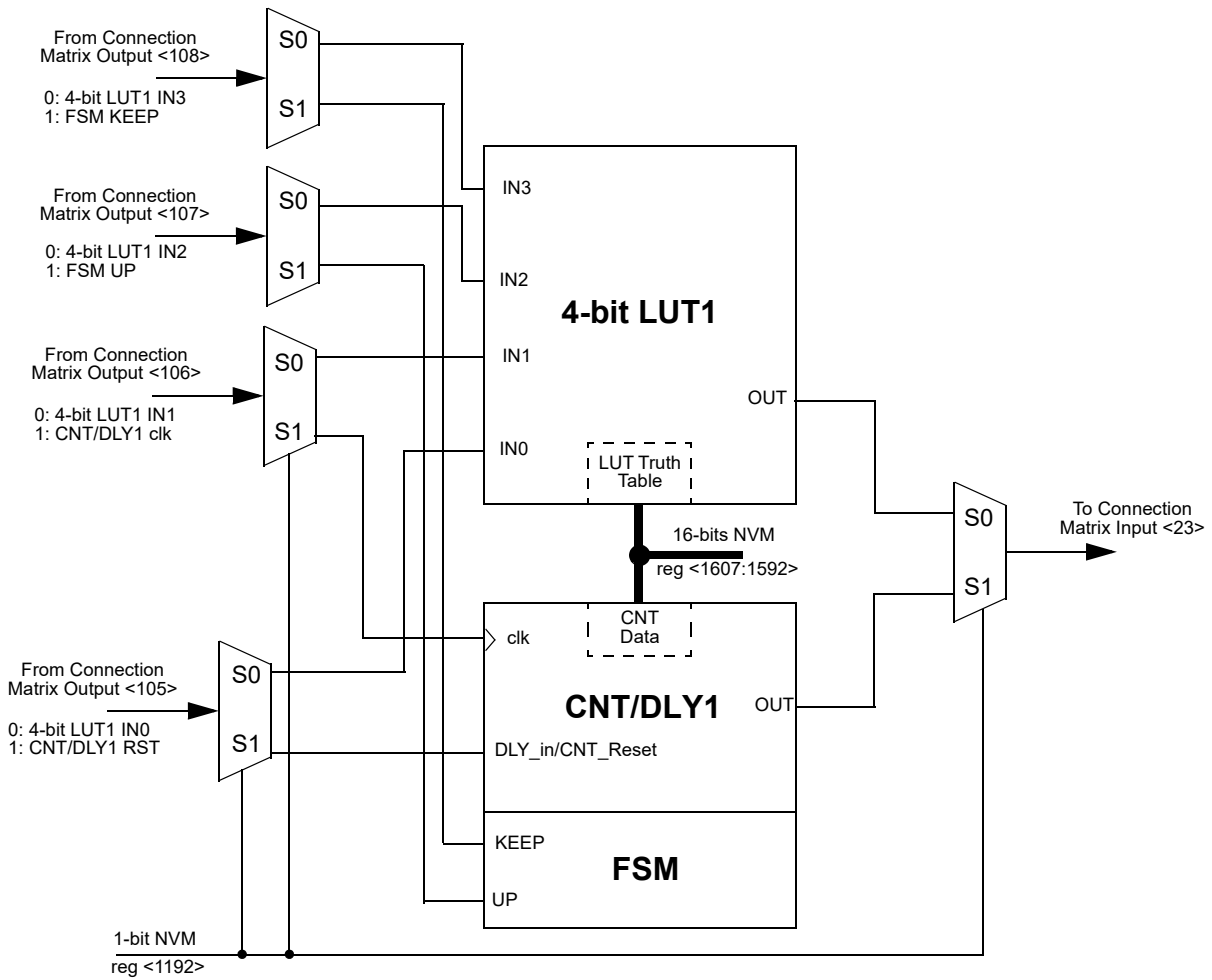 From Connection
Matrix Output <108>
0: 4-bit LUT1 IN3
1: FSM KEEP
S0
S1
From Connection
Matrix Output <107>
0: 4-bit LUT1 IN2
1: FSM UP
S0
S1
From Connection
Matrix Output <106>
0: 4-bit LUT1 IN1
1: CNT/DLY1 clk
S0
S1
From Connection
Matrix Output <105>
0: 4-bit LUT1 IN0
1: CNT/DLY1 RST
S0
S1
IN3
IN2
IN1
IN0
4-bit LUT1
OUT
LUT Truth
Table
16-bits NVM
reg <1607:1592>
CNT
Data
clk
CNT/DLY1
OUT
DLY_in/CNT_Reset
KEEP
FSM
UP
S0
S1
To Connection
Matrix Input <23>
1-bit NVM
reg <1192>